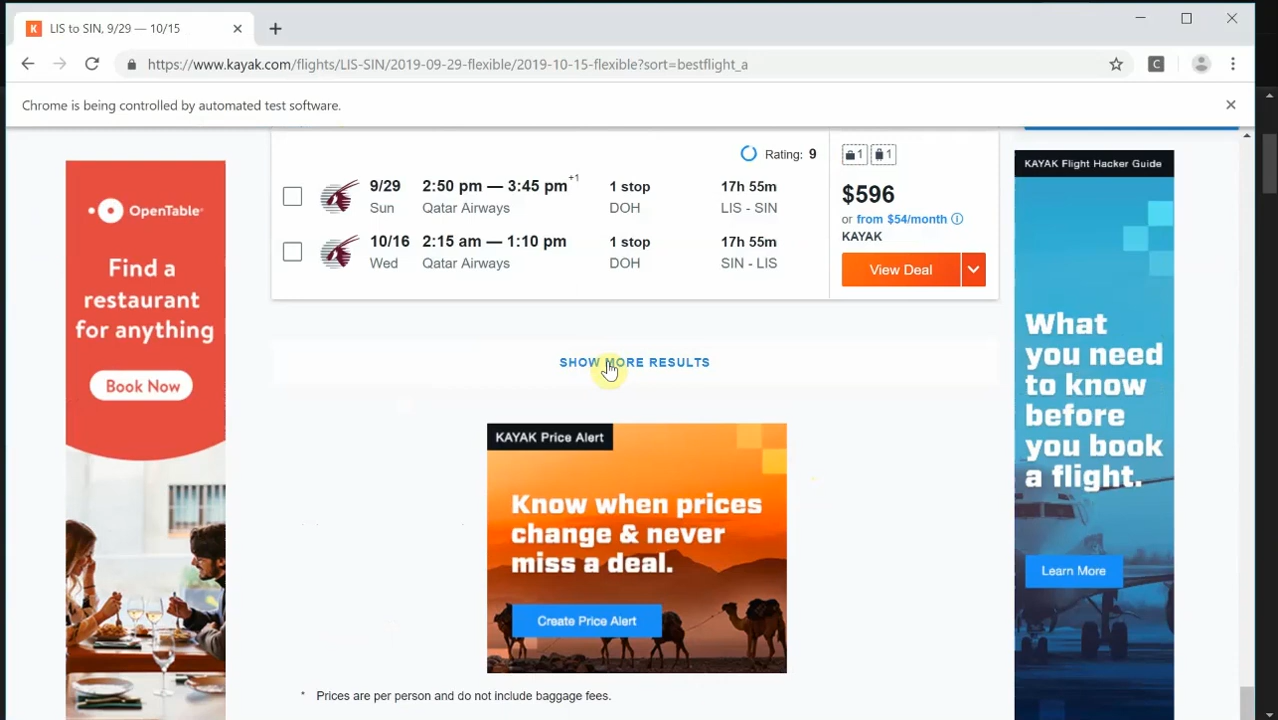 K
LIS to SIN, 9/29 — 10/15
https://www.kayak.com/flights/LIS-SIN/2019-09-29-flexible/2019-10-15-flexible?sort=bestflight_a
C
Chrome is being controlled by automated test software.
Rating: 9
9/29 2:50 pm — 3:45 pm+1 1 stop 17h 55m
Sun Qatar Airways DOH LIS - SIN
10/16 2:15 am — 1:10 pm 1 stop 17h 55m
Wed Qatar Airways DOH SIN - LIS
1 1
$596
or from $54/month
KAYAK
View Deal
SHOW MORE RESULTS
OpenTable
Find a
restaurant
for anything
Book Now
KAYAK Price Alert
Know when prices
change & never
miss a deal.
Create Price Alert
* Prices are per person and do not include baggage fees.
KAYAK Flight Hacker Guide
What
you need
to know
before
you book
a flight.
Learn More